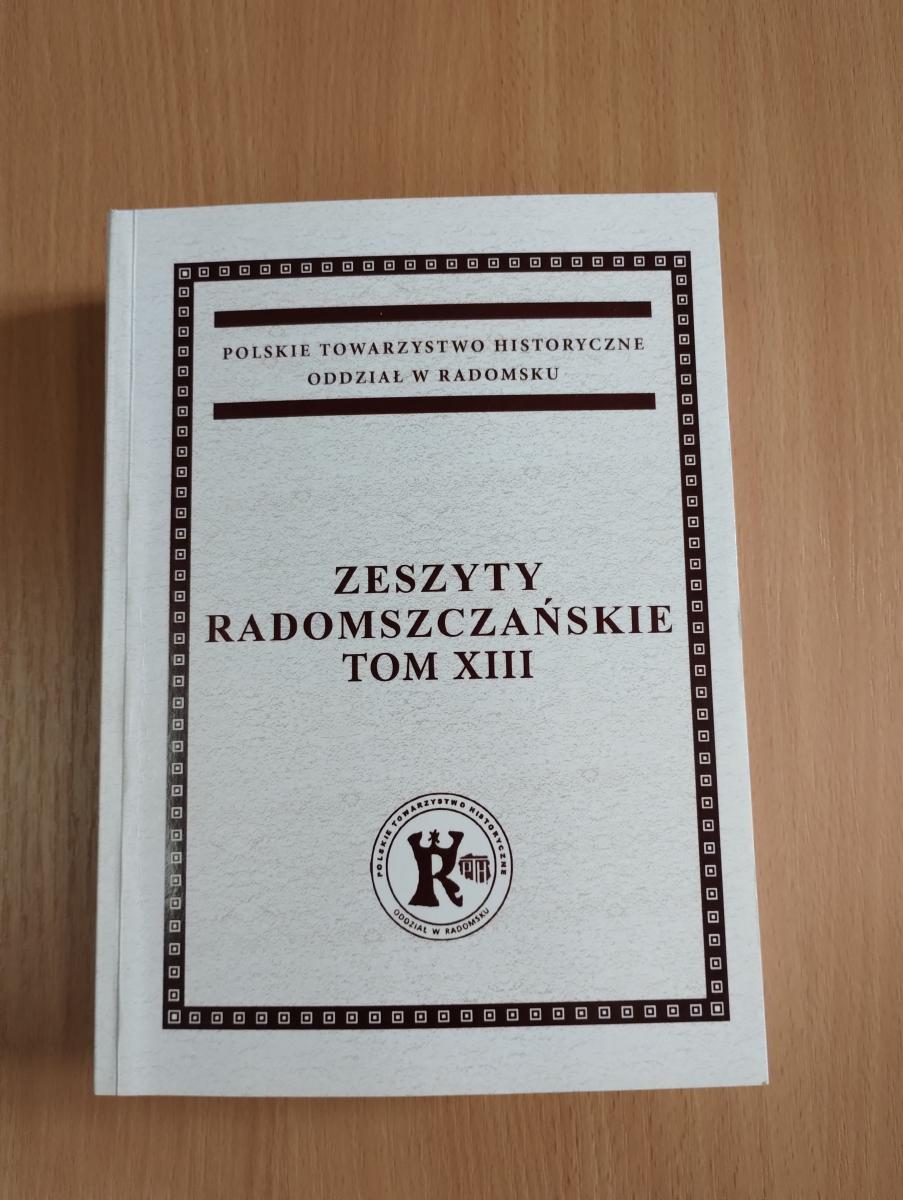 POLSKIE TOWARZYSTWO HISTORYCZNE
ODDZIAŁ W RADOMSKU
ZESZYTY
RADOMSZCZAŃSKIE
TOM XIII
POLSKIE TOWARZYSTWO HISTORYCZNE
R
ODDZIAŁ W RADOMSKU